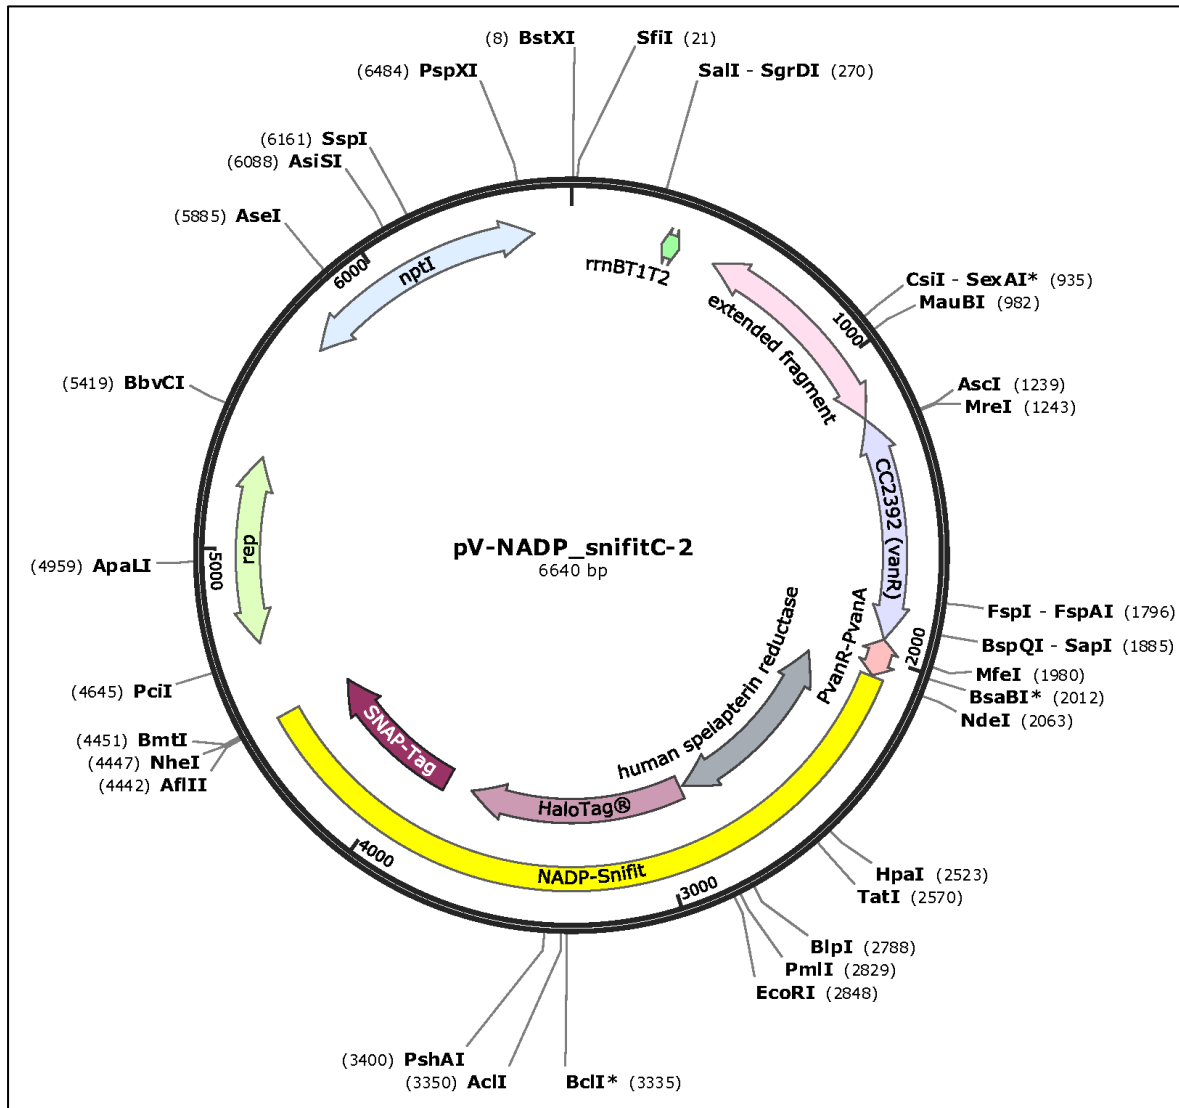 (8) BstXI
SfiI (21)
(6484) PspXI
SalI - SgrDI (270)
(6161) SspI
(6088) AsiSI
(5885) AseI
6000
nptI
rrnBT1T2
extended fragment
CsiI - SexAI* (935)
MauBI (982)
1000
(5419) BbvCI
AscI (1239)
MreI (1243)
CC2392 (vanR)
rep
pV-NADP_snifitC-2
6640 bp
(4959) ApaLI
5000
FspI - FspAI (1796)
BspQI - SapI (1885)
2000
PvanR-PvanA
MfeI (1980)
BsaBI* (2012)
NdeI (2063)
(4645) PciI
human speiapterin reductase
SNAP-Tag
(4451) BmtI
(4447) NheI
(4442) AflII
HaloTag®
4000
NADP-Snifit
3000
HpaI (2523)
TatI (2570)
BlpI (2788)
PmlI (2829)
EcoRI (2848)
(3400) PshAI
(3350) AclI
BclI* (3335)